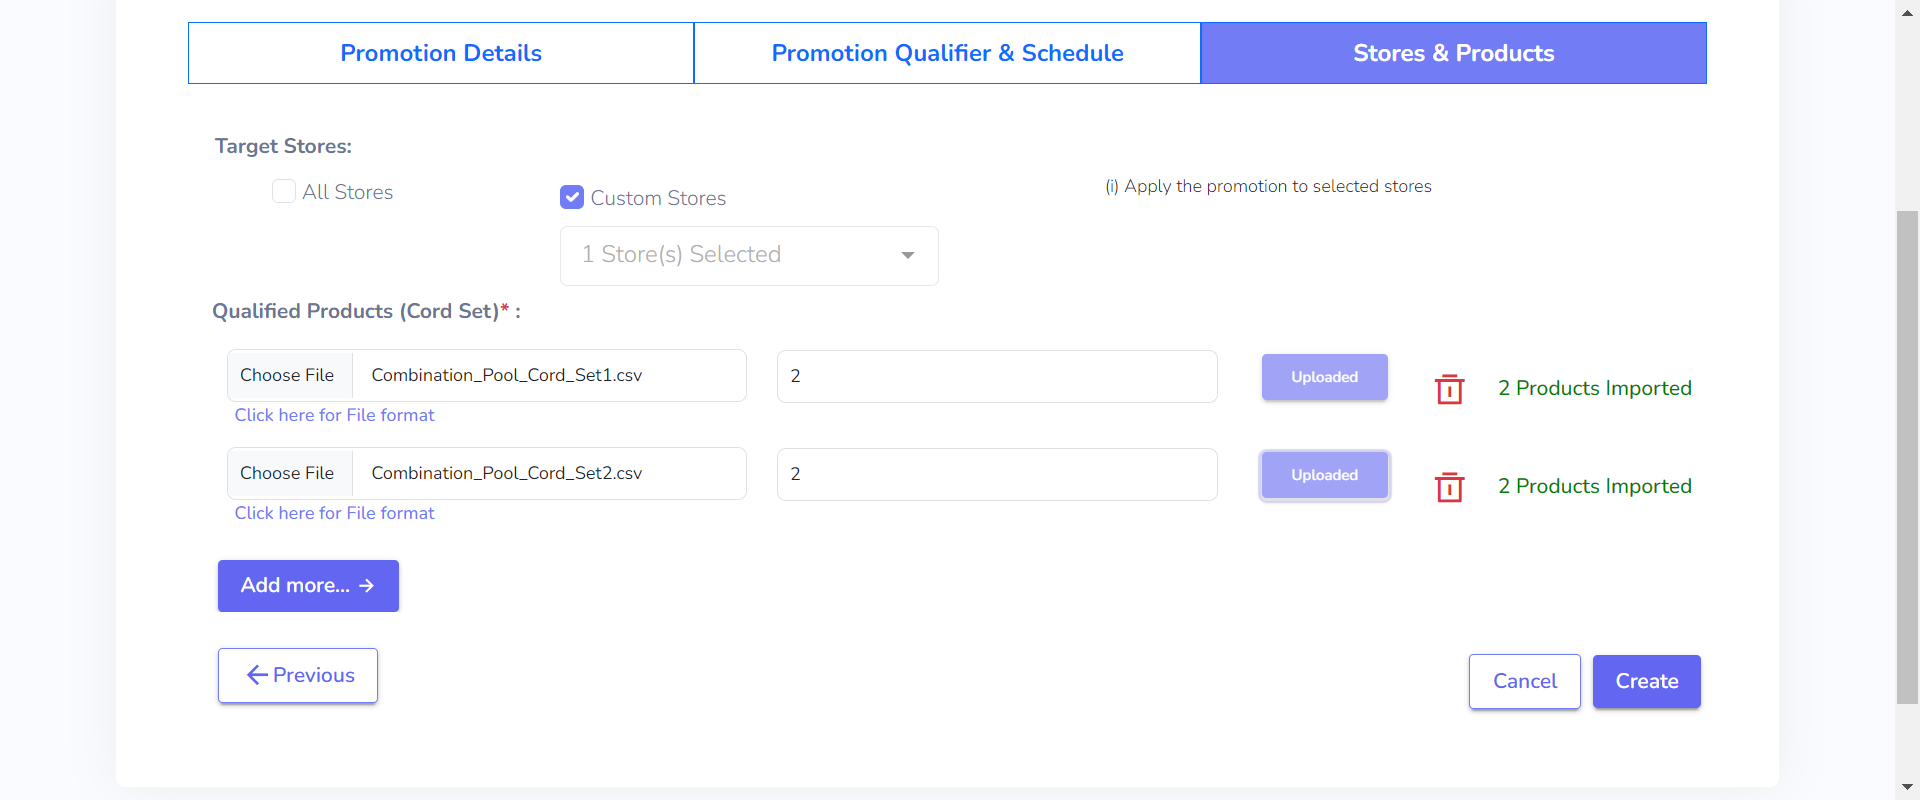 Promotion Details
Promotion Qualifier & Schedule
Stores & Products
Target Stores:
All Stores
Custom Stores
(i) Apply the promotion to selected stores
1 Store(s) Selected
Qualified Products (Cord Set)* :
Choose File
Combination_Pool_Cord_Set1.csv
2
Uploaded
2 Products Imported
Click here for File format
Choose File
Combination_Pool_Cord_Set2.csv
2
Uploaded
2 Products Imported
Click here for File format
Add more...
Previous
Cancel
Create